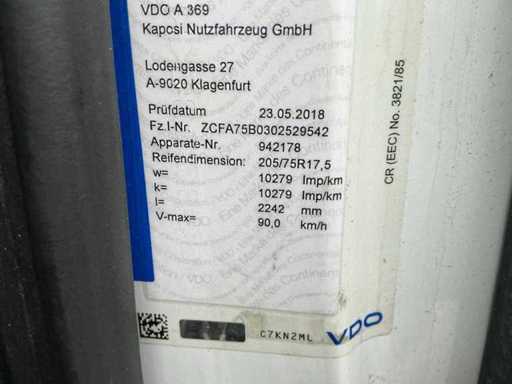 VDO A 369
Kaposi Nutzfahrzeug GmbH
Lodengasse 27
A-9020 Klagenfurt
Prüfdatum 23.05.2018
Fz.I-Nr. ZCFA75B0302529542
Apparate-Nr. 942178
Reifendimension: 205/75R17,5
w= 10279 Imp/km
k= 10279 Imp/km
l= 2242 mm
V-max= 90,0 km/h
CR (EEC) No. 3821/85
C7KN2ML
VDO